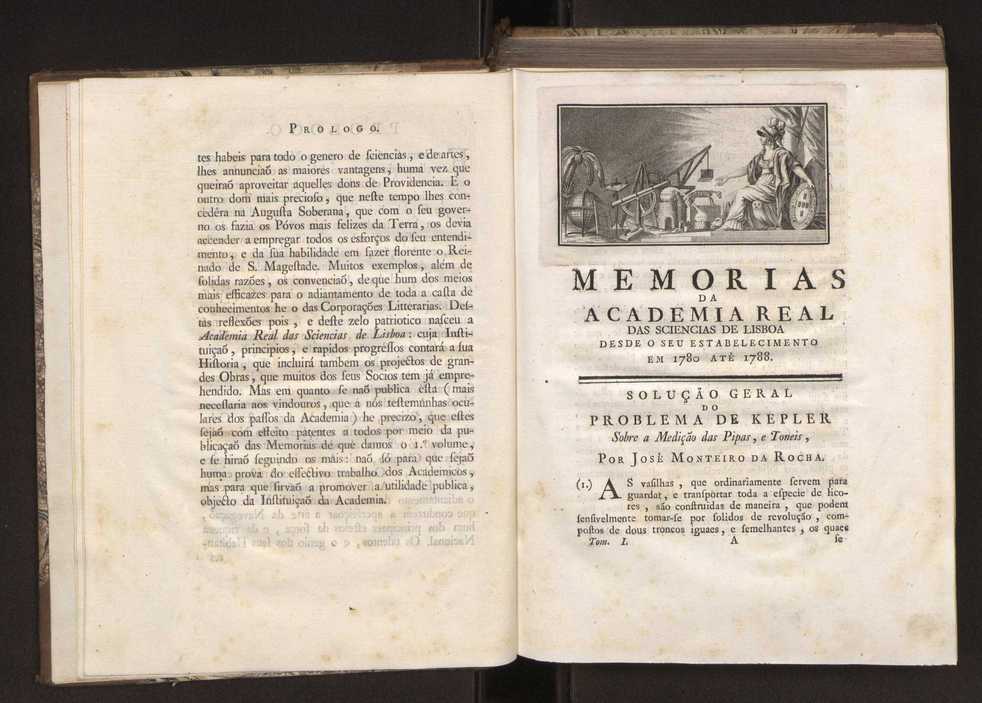 PROLOGO.
tes habeis para todo o genero de ſciencias, e de artes,
lhes annunciaõ as maiores vantagens, huma vez que
queiraõ aproveitar aquelles dons de Providencia. E o
outro dom mais precioſo, que neſte tempo lhes con-
cedêra na Auguſta Soberana, que com o ſeu gover-
no os fazia os Póvos mais felizes da Terra, os devia
accender a empregar todos os esforços do ſeu entendi-
mento, e da ſua habilidade em fazer florente o Rei-
nado de S. Mageſtade. Muitos exemplos, além de
ſolidas razões, os convenciaõ, de que hum dos meios
mais efficazes para o adiantamento de toda a caſta de
conhecimentos he o das Corporações Litterarias. Deſ-
tas reflexões pois, e deſte zelo patriotico naſceu a
Academia Real das Sciencias de Lisboa: cuja Inſti-
tuiçaõ, principios, e rapidos progreſſos contará a ſua
Hiſtoria, que incluirá tambem os projectos de gran-
des Obras, que muitos dos ſeus Socios tem já empre-
hendido. Mas em quanto ſe naõ publica eſta (mais
neceſſaria aos vindouros, que a nós teſtemunhas ocu-
lares dos paſſos da Academia) he precizo, que eſtes
ſejaõ com effeito patentes a todos por meio da pu-
blicaçaõ das Memorias de que damos o 1.º volume,
e ſe hiraõ ſeguindo os mais: naõ ſó para que ſejaõ
huma prova do effectivo trabalho dos Academicos,
mas para que ſirvaõ a promover a utilidade publica,
objecto da Inſtituiçaõ da Academia.
MEMORIAS
DA
ACADEMIA REAL
DAS SCIENCIAS DE LISBOA
DESDE O SEU ESTABELECIMENTO
EM 1780 ATÉ 1788.
SOLUÇÃO GERAL
DO
PROBLEMA DE KEPLER
Sobre a Medição das Pipas, e Toneis,
POR JOSÉ MONTEIRO DA ROCHA.
(1.) AS vaſilhas, que ordinariamente ſervem para
guardar, e tranſportar toda a eſpecie de lico-
res, são conſtruidas de maneira, que podem
ſenſivelmente tomar-ſe por ſolidos de revolução, com-
poſtos de dous troncos iguaes, e ſemelhantes, os quaes
Tom. I. A ſe